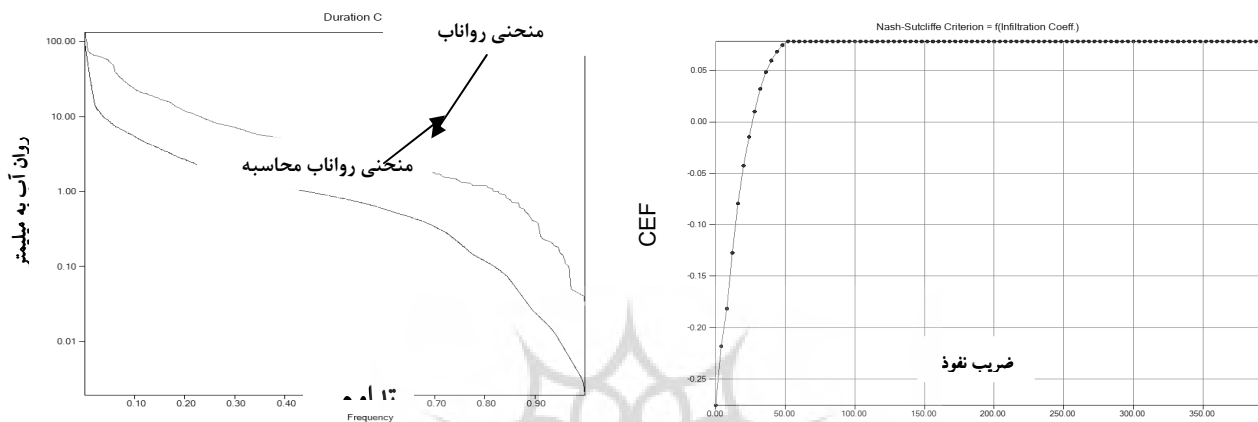 Duration C
منحنی رواناب
100.00
10.00
1.00
0.10
0.01
روان آب به میلیمتر
منحنی رواناب محاسبه
0.10 0.20 0.30 0.40 0.70 0.80 0.90
تداوم
Frequency
Nash-Sutcliffe Criterion = f(Infiltration Coeff.)
0.05
0.00
-0.05
-0.10
-0.15
-0.20
-0.25
CEF
ضریب نفوذ
0.00 50.00 100.00 150.00 200.00 250.00 300.00 350.00